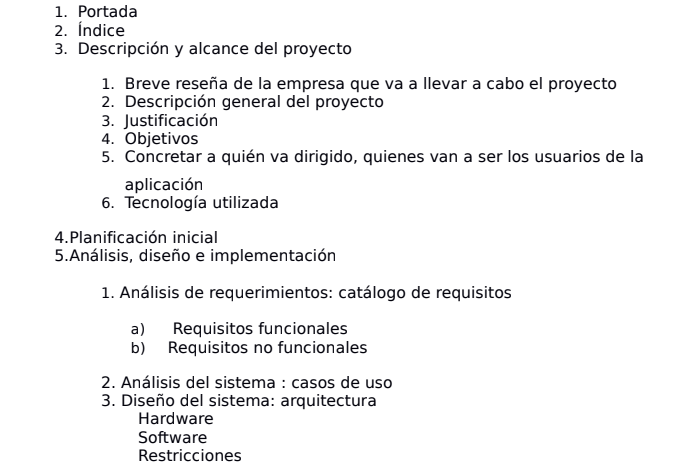 1. Portada
2. Índice
3. Descripción y alcance del proyecto
1. Breve reseña de la empresa que va a llevar a cabo el proyecto
2. Descripción general del proyecto
3. Justificación
4. Objetivos
5. Concretar a quién va dirigido, quienes van a ser los usuarios de la
aplicación
6. Tecnología utilizada
4.Planificación inicial
5.Análisis, diseño e implementación
1. Análisis de requerimientos: catálogo de requisitos
a) Requisitos funcionales
b) Requisitos no funcionales
2. Análisis del sistema : casos de uso
3. Diseño del sistema: arquitectura
Hardware
Software
Restricciones